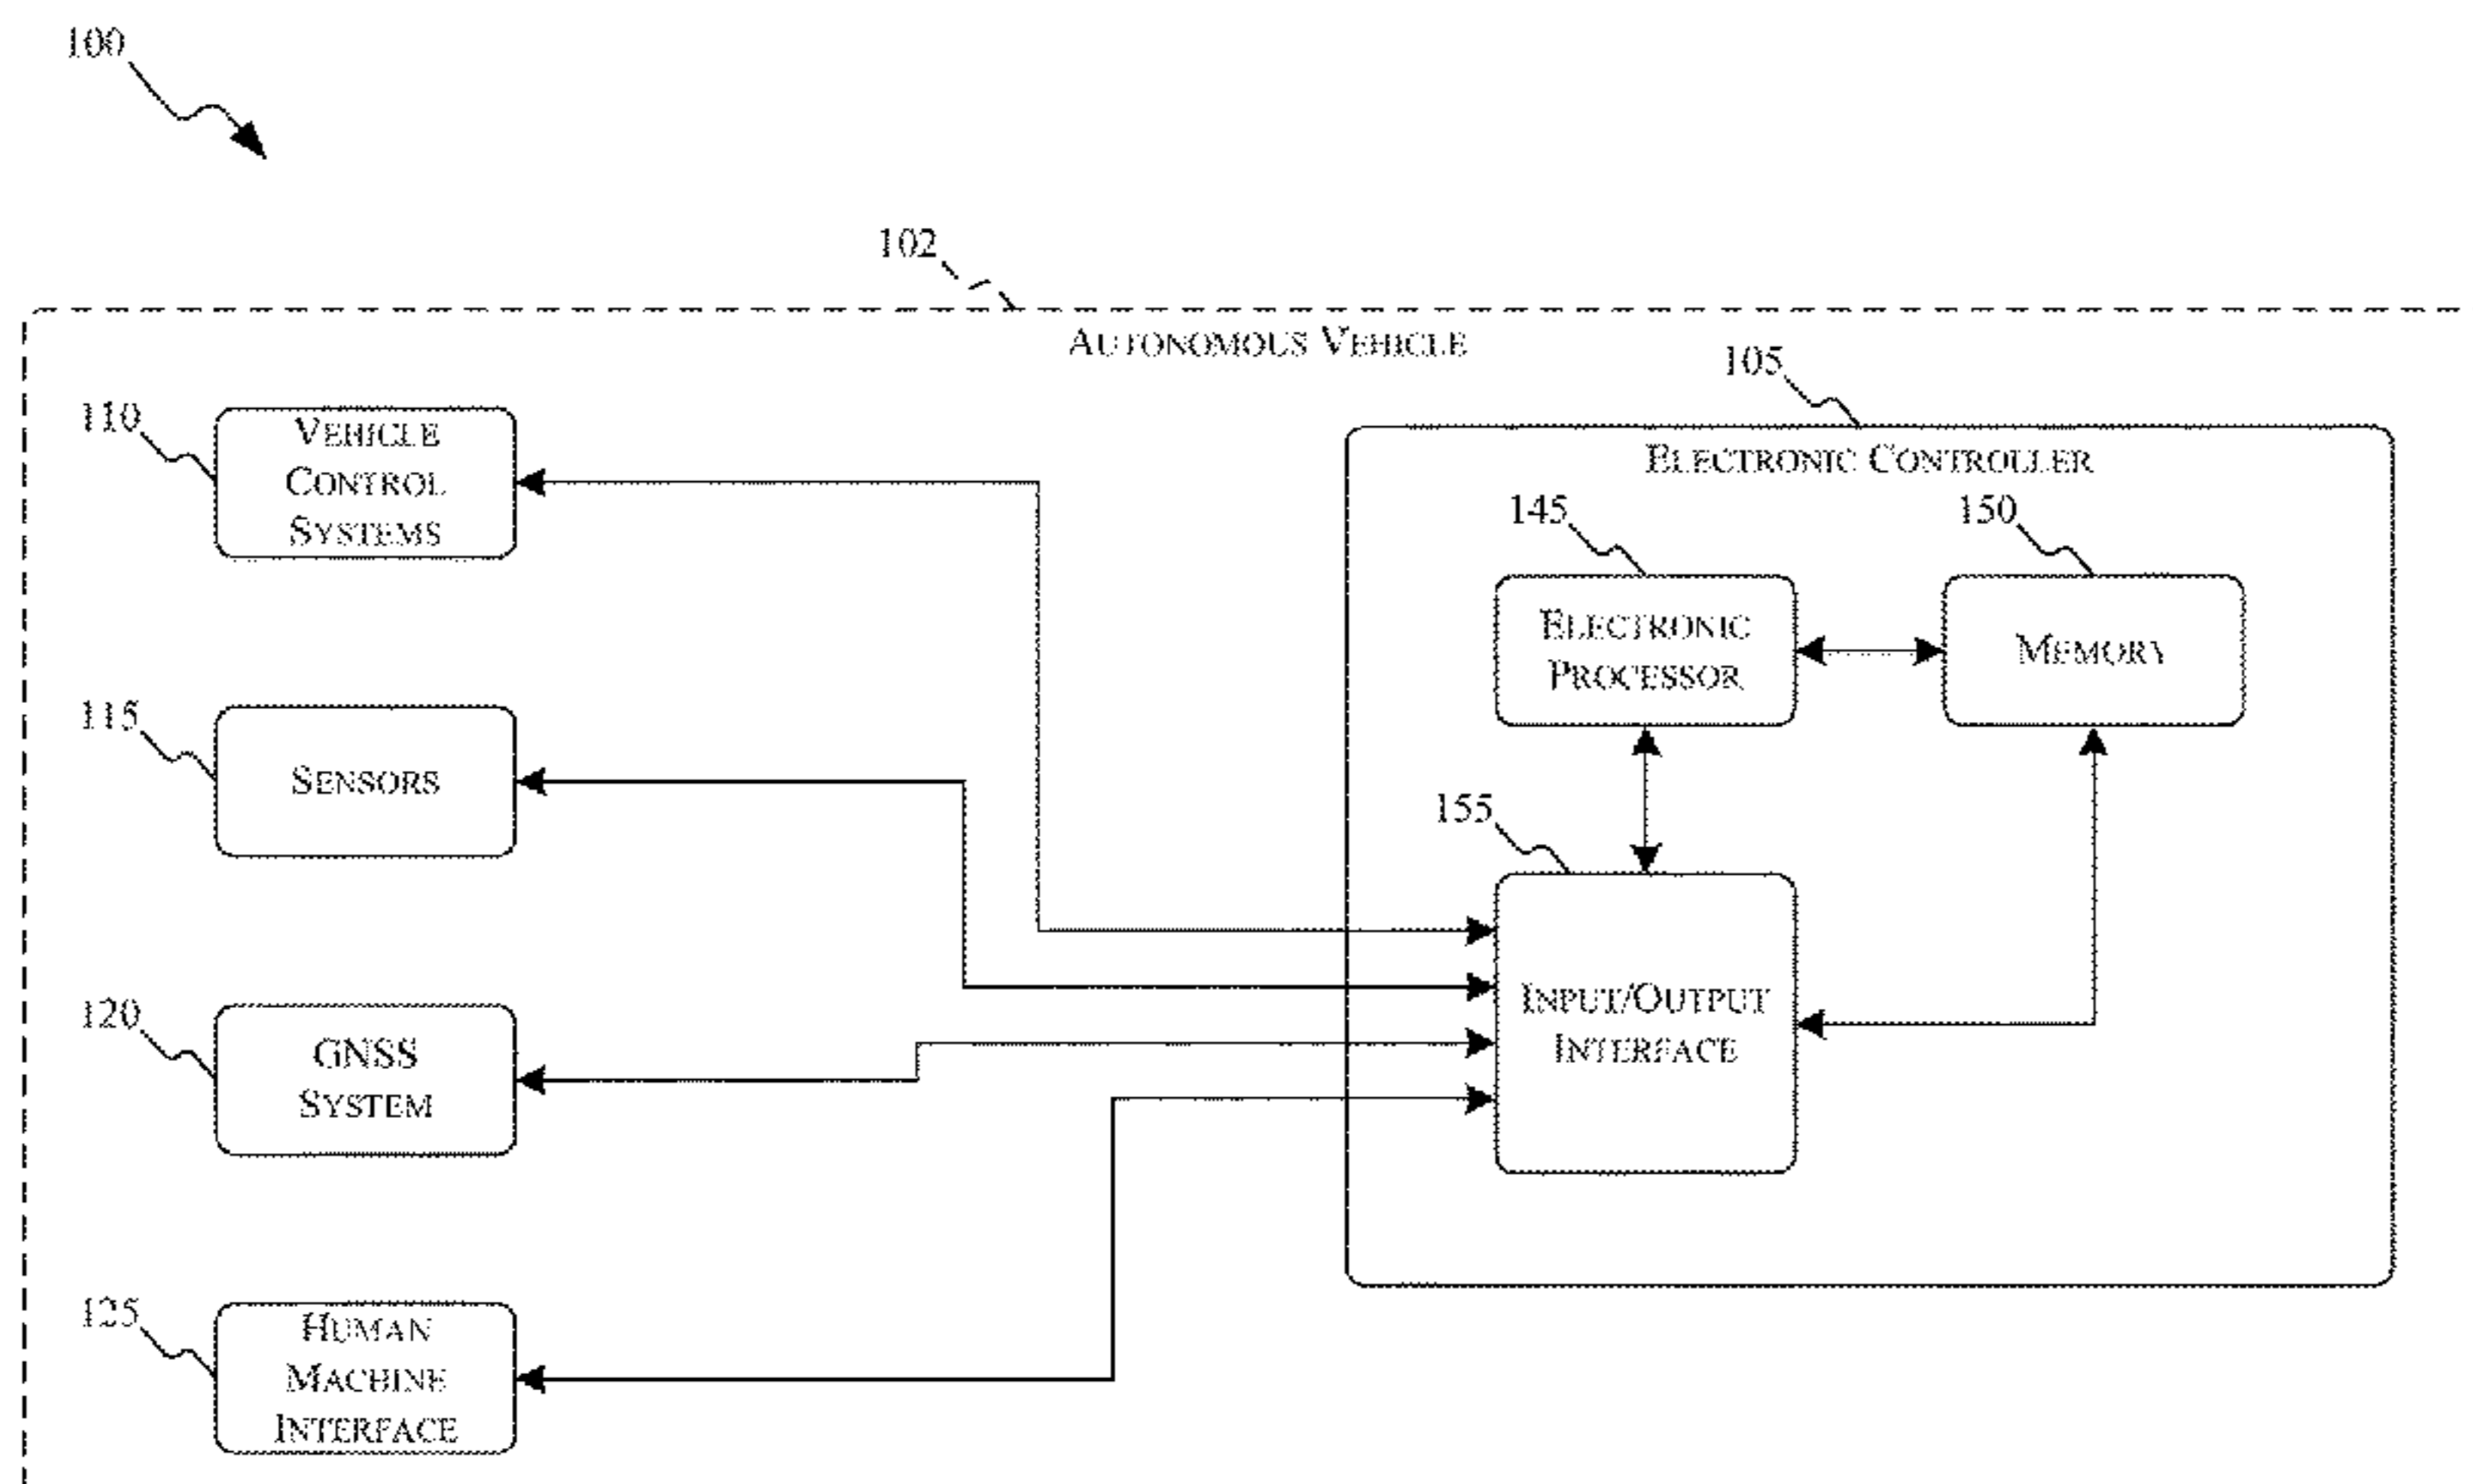 100
102
AUTONOMOUS VEHICLE
105
110
VEHICLE
CONTROL
SYSTEMS
ELECTRONIC CONTROLLER
145
150
ELECTRONIC
PROCESSOR
MEMORY
115
SENSORS
155
120
GNSS
SYSTEM
INPUT/OUTPUT
INTERFACE
125
HUMAN
MACHINE
INTERFACE